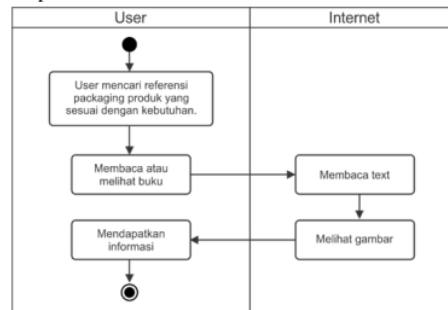 User
Internet
User mencari referensi
packaging produk yang
sesuai dengan kebutuhan.
Membaca atau
melihat buku
Membaca text
Mendapatkan
informasi
Melihat gambar